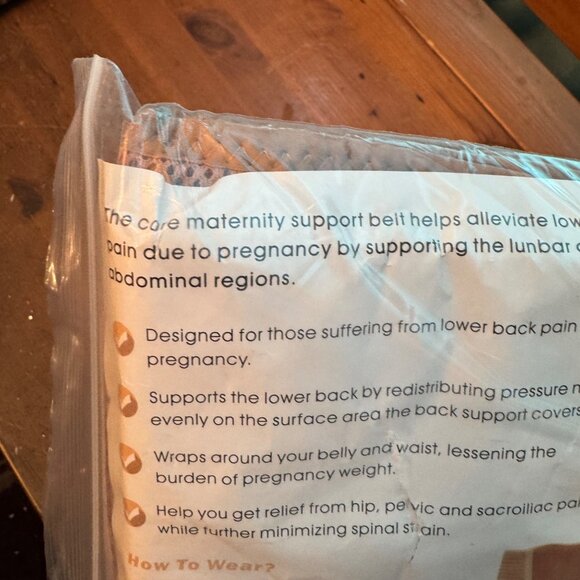 The care maternity support belt helps alleviate low
pain due to pregnancy by supporting the lunbar
abdominal regions.
Designed for those suffering from lower back pain
pregnancy.
Supports the lower back by redistributing pressure
evenly on the surface area the back support covers
Wraps around your belly and waist, lessening the
burden of pregnancy weight.
Help you get relief from hip, pelvic and sacroiliac
while further minimizing spinal strain.
How To Wear?